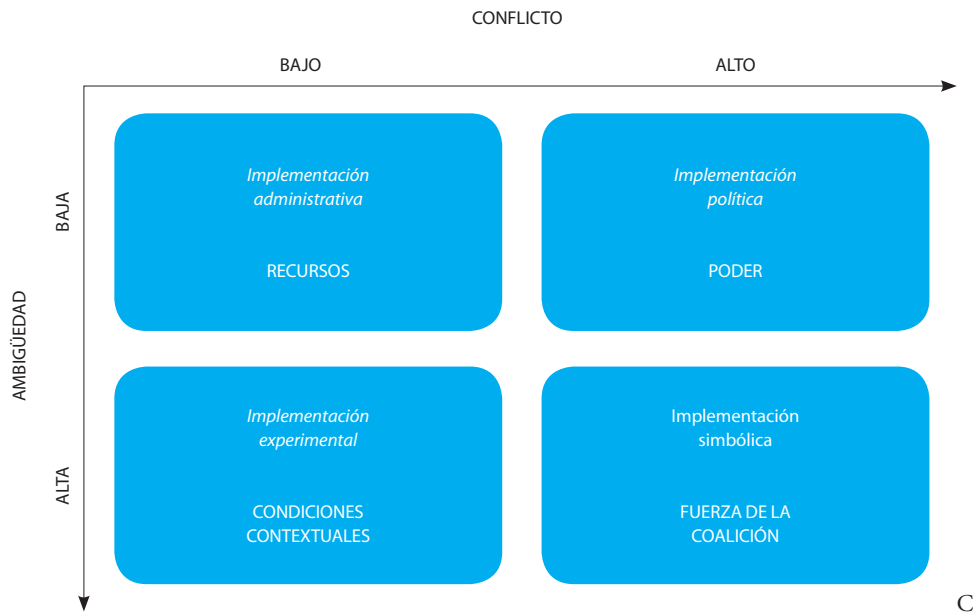 CONFLICTO
BAJO
ALTO
AMBIGÜEDAD
BAJA
Implementación
administrativa
RECURSOS
Implementación
política
PODER
ALTA
Implementación
experimental
CONDICIONES
CONTEXTUALES
Implementación
simbólica
FUERZA DE LA
COALICIÓN
C